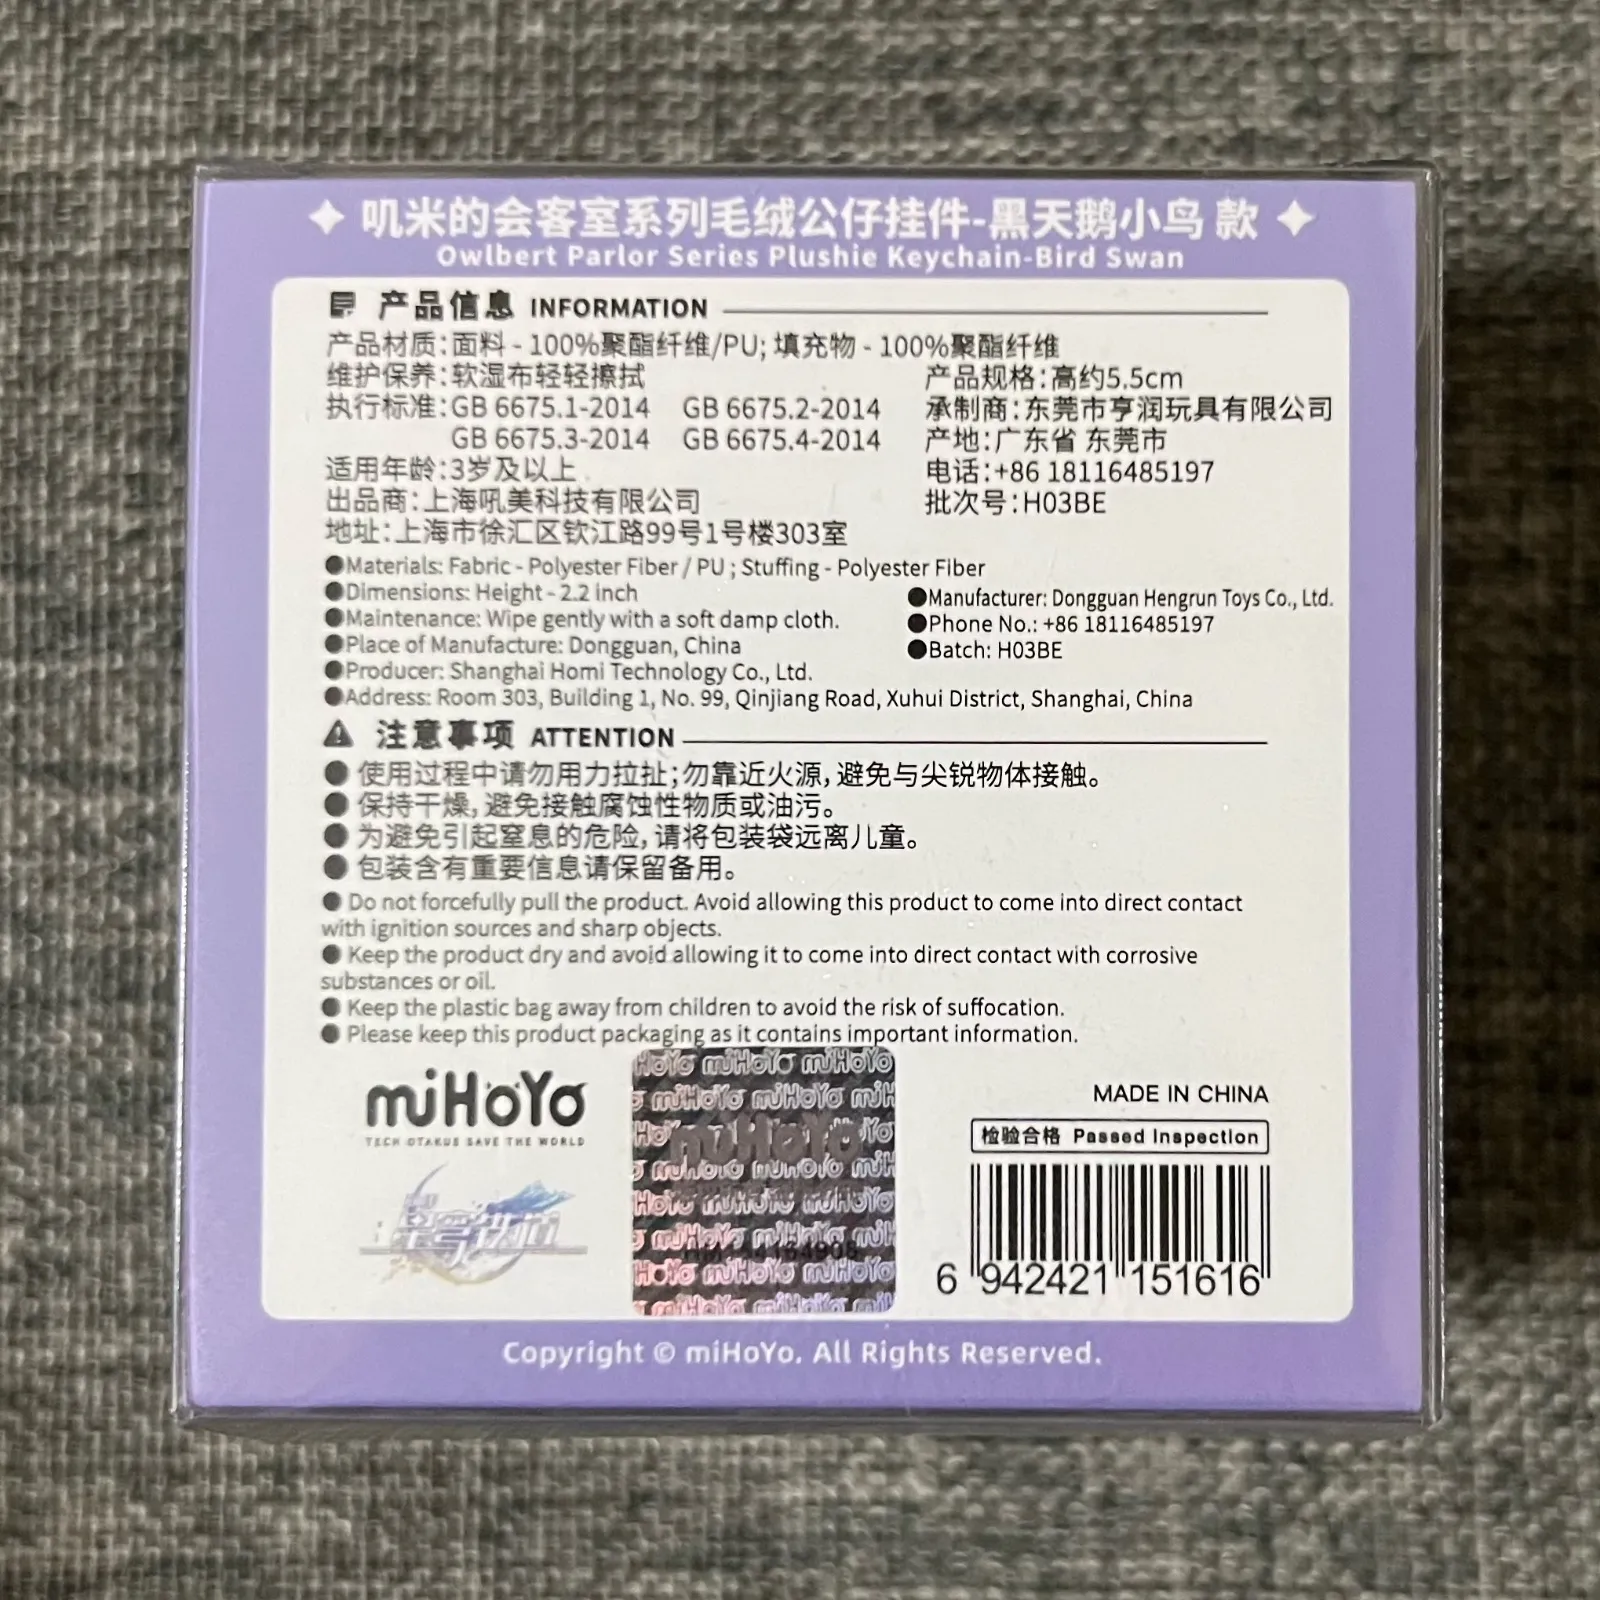 叽米的会客室系列毛绒公仔挂件-黑天鹅小鸟 款
Owlbert Parlor Series Plushie Keychain-Bird Swan
产品信息 INFORMATION
产品材质:面料 - 100%聚酯纤维/PU; 填充物 - 100%聚酯纤维
维护保养:软湿布轻轻擦拭
产品规格:高约5.5cm
执行标准:GB 6675.1-2014 GB 6675.2-2014
承制商:东莞市亨润玩具有限公司
GB 6675.3-2014 GB 6675.4-2014
产地:广东省 东莞市
适用年龄:3岁及以上
电话:+86 18116485197
出品商:上海吼美科技有限公司
批次号:H03BE
地址:上海市徐汇区钦江路99号1号楼303室
●Materials: Fabric - Polyester Fiber / PU ; Stuffing - Polyester Fiber
●Dimensions: Height - 2.2 inch
●Manufacturer: Dongguan Hengrun Toys Co., Ltd.
●Maintenance: Wipe gently with a soft damp cloth.
●Phone No.: +86 18116485197
●Place of Manufacture: Dongguan, China
●Batch: H03BE
●Producer: Shanghai Homi Technology Co., Ltd.
●Address: Room 303, Building 1, No. 99, Qinjiang Road, Xuhui District, Shanghai, China
注意事项 ATTENTION
● 使用过程中请勿用力拉扯;勿靠近火源,避免与尖锐物体接触。
● 保持干燥,避免接触腐蚀性物质或油污。
● 为避免引起窒息的危险,请将包装袋远离儿童。
● 包装含有重要信息请保留备用。
● Do not forcefully pull the product. Avoid allowing this product to come into direct contact
with ignition sources and sharp objects.
● Keep the product dry and avoid allowing it to come into direct contact with corrosive
substances or oil.
● Keep the plastic bag away from children to avoid the risk of suffocation.
● Please keep this product packaging as it contains important information.
miHoYo
TECH OTAKUS SAVE THE WORLD
崩坏 星穹铁道
miHoYo
MADE IN CHINA
检验合格 Passed Inspection
6 942421 151616
Copyright © miHoYo. All Rights Reserved.